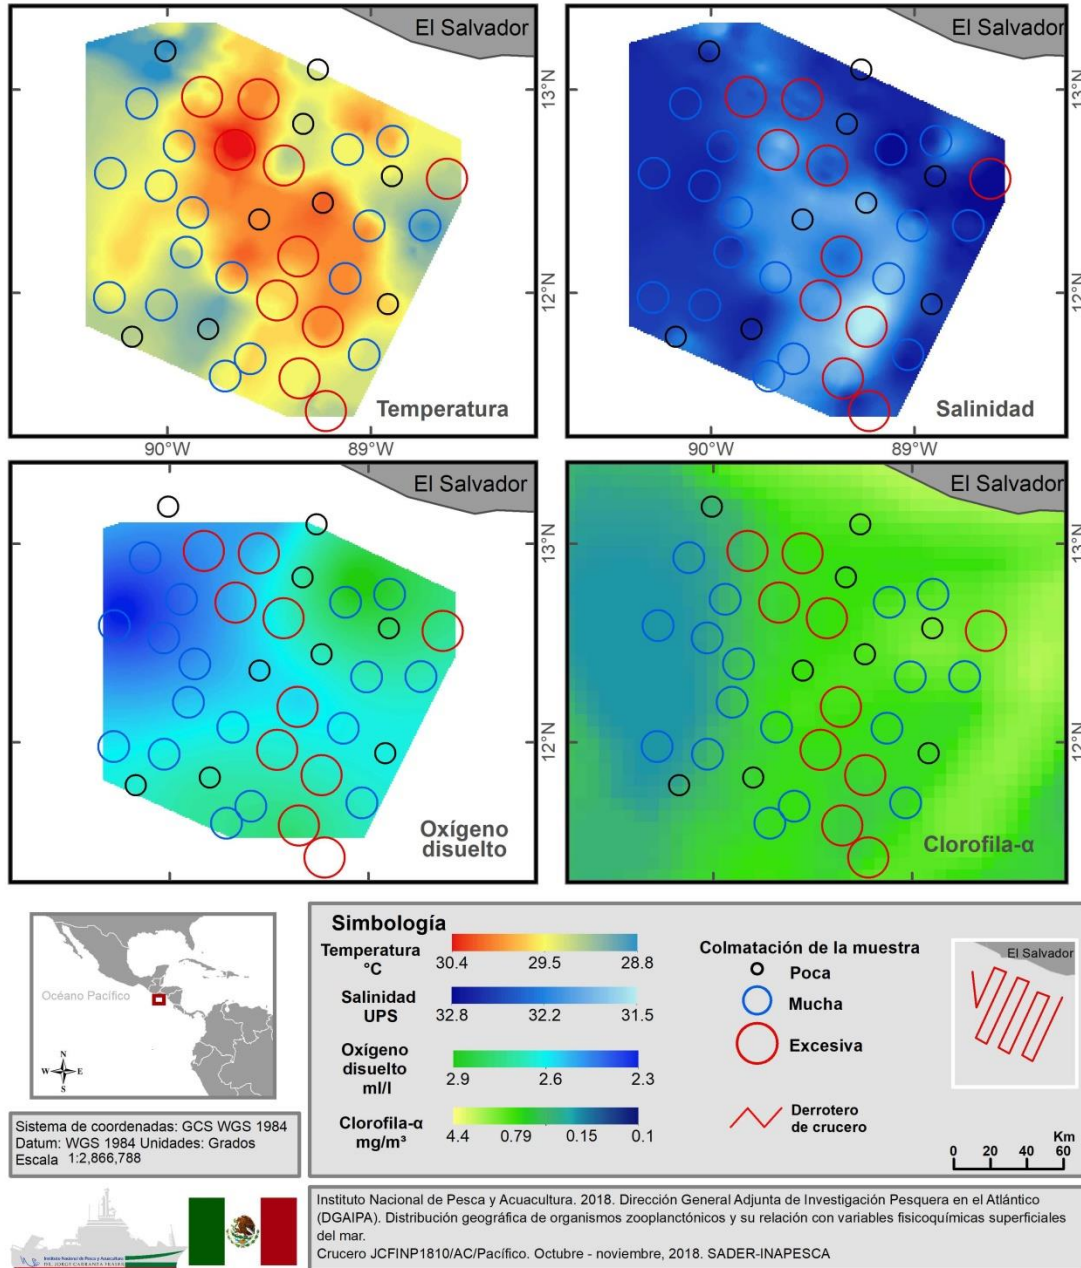 El Salvador
El Salvador
13°N
13°N
12°N
12°N
Temperatura
Salinidad
90°W
89°W
90°W
89°W
El Salvador
El Salvador
13°N
13°N
12°N
12°N
Oxígeno
disuelto
Clorofila-α
Océano Pacífico
N
W
E
S
Sistema de coordenadas: GCS WGS 1984
Datum: WGS 1984 Unidades: Grados
Escala 1:2,866,788
Simbología
Temperatura
°C
30.4
29.5
28.8
Salinidad
UPS
32.8
32.2
31.5
Oxígeno
disuelto
ml/l
2.9
2.6
2.3
Clorofila-α
mg/m³
4.4
0.79
0.15
0.1
Colmatación de la muestra
Poca
Mucha
Excesiva
Derrotero
de crucero
El Salvador
Km
0 20 40 60
Instituto Nacional de Pesca y Acuacultura
Instituto Nacional de Pesca y Acuacultura. 2018. Dirección General Adjunta de Investigación Pesquera en el Atlántico
(DGAIPA). Distribución geográfica de organismos zooplanctónicos y su relación con variables fisicoquímicas superficiales
del mar.
Crucero JCFINP1810/AC/Pacífico. Octubre - noviembre, 2018. SADER-INAPESCA